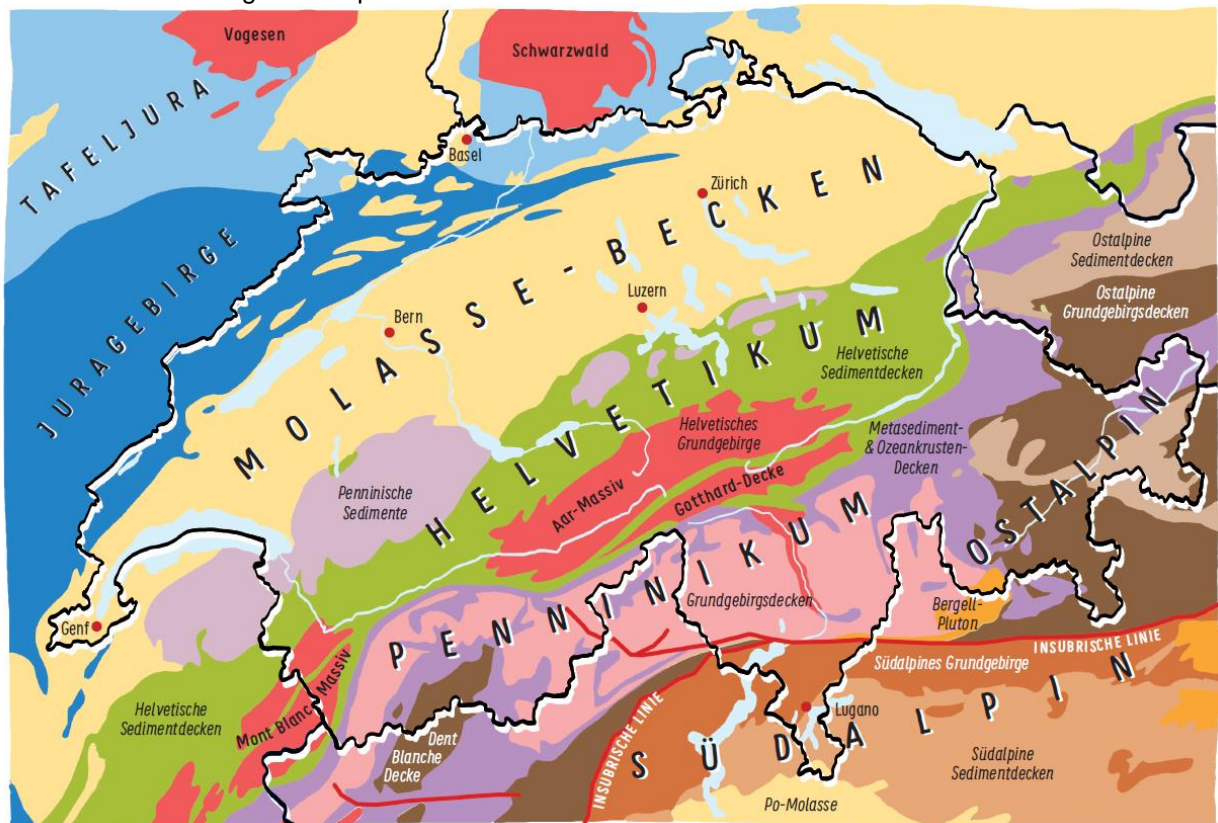 Vogesen
Schwarzwald
TAFELJURA
Basel
JURAGEBIRGE
Zürich
MOLASSE-BECKEN
Ostalpine
Sedimentdecken
Ostalpine
Grundgebirgsdecken
Luzern
Bern
HELVETIKUM
Helvetische
Sedimentdecken
Helvetisches
Grundgebirge
Metasediment-
& Ozeankrusten-
Decken
Penninische
Sedimente
Aar-Massiv
Gotthard-Decke
OSTALPIN
PENNINIKUM
Grundgebirgsdecken
Bergell-
Pluton
Genf
INSUBRISCHE LINIE
Südalpines Grundgebirge
Mont Blanc-Massiv
Helvetische
Sedimentdecken
Dent
Blanche
Decke
INSUBRISCHE LINIE
Lugano
SÜDALPIN
Südalpine
Sedimentdecken
Po-Molasse